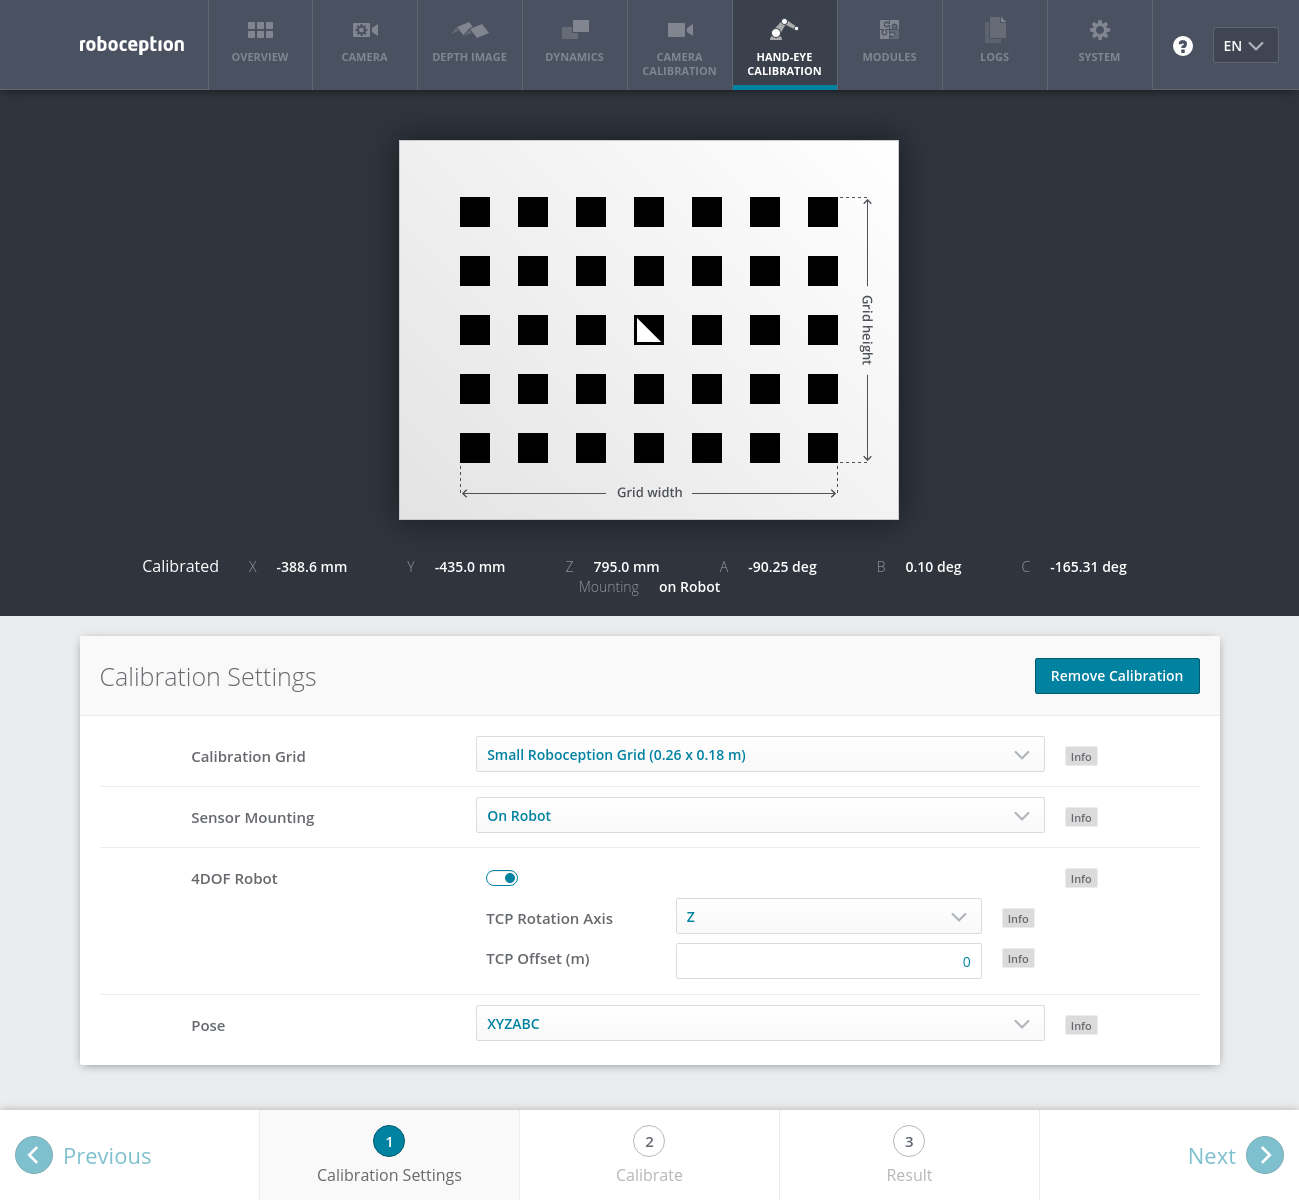 roboception
OVERVIEW
CAMERA
DEPTH IMAGE
DYNAMICS
CAMERA
CALIBRATION
HAND-EYE
CALIBRATION
MODULES
LOGS
SYSTEM
?
EN
Grid height
Grid width
Calibrated X -388.6 mm Y -435.0 mm Z 795.0 mm A -90.25 deg B 0.10 deg C -165.31 deg
Mounting on Robot
Calibration Settings
Remove Calibration
Calibration Grid Small Roboception Grid (0.26 x 0.18 m) Info
Sensor Mounting On Robot Info
4DOF Robot Info
TCP Rotation Axis Z Info
TCP Offset (m) 0 Info
Pose XYZABC Info
Previous
1
Calibration Settings
2
Calibrate
3
Result
Next